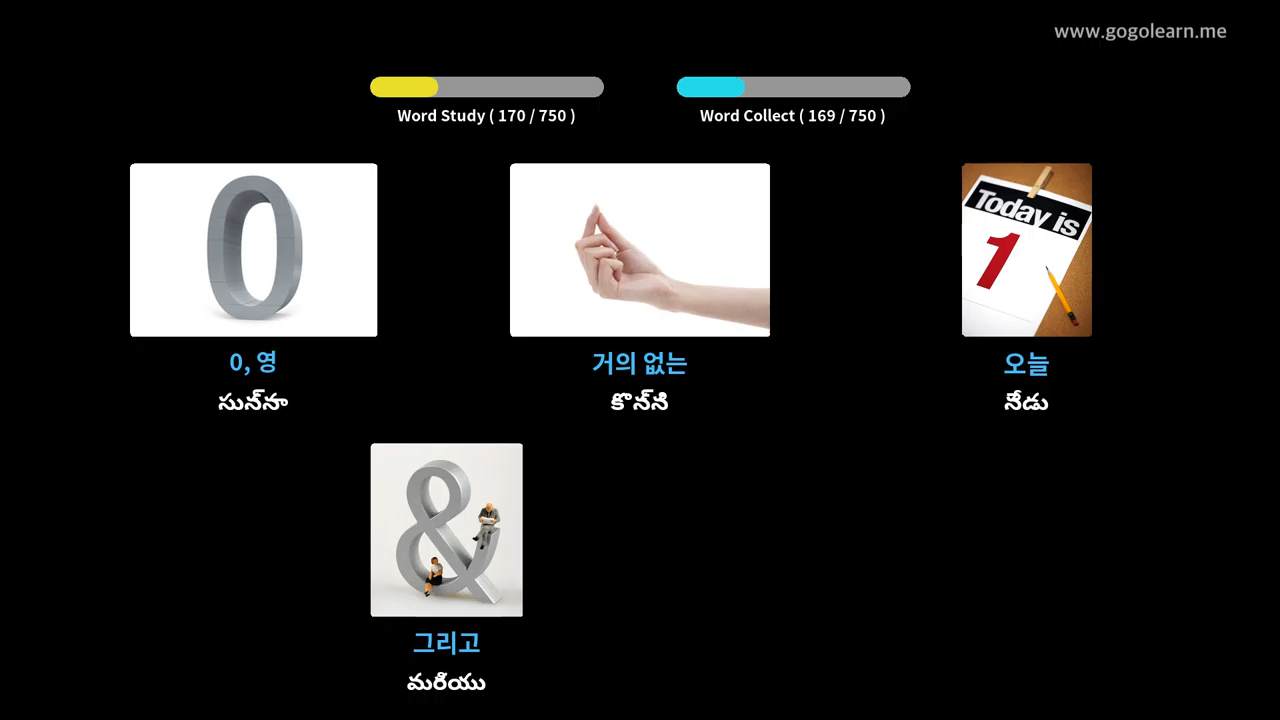 www.gogolearn.me
Word Study ( 170 / 750 )
Word Collect ( 169 / 750 )
0
Today is
1
0, 영
సున్నా
거의 없는
కొన్ని
오늘
నేడు
&
그리고
మరియు